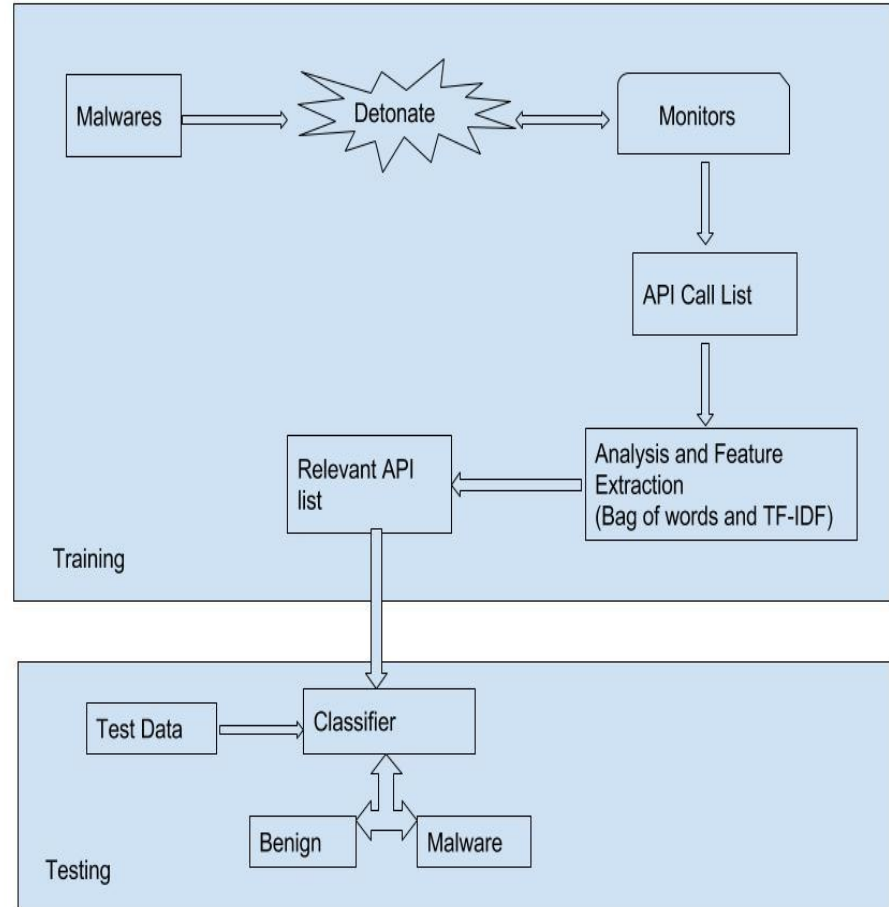 Malwares
Detonate
Monitors
API Call List
Analysis and Feature
Extraction
(Bag of words and TF-IDF)
Relevant API
list
Training
Test Data
Classifier
Benign
Malware
Testing